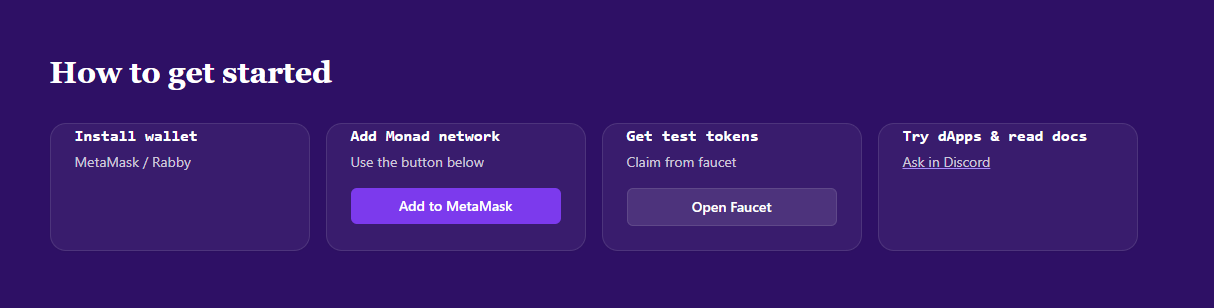 How to get started
Install wallet
MetaMask / Rabby
Add Monad network
Use the button below
Add to MetaMask
Get test tokens
Claim from faucet
Open Faucet
Try dApps & read docs
Ask in Discord